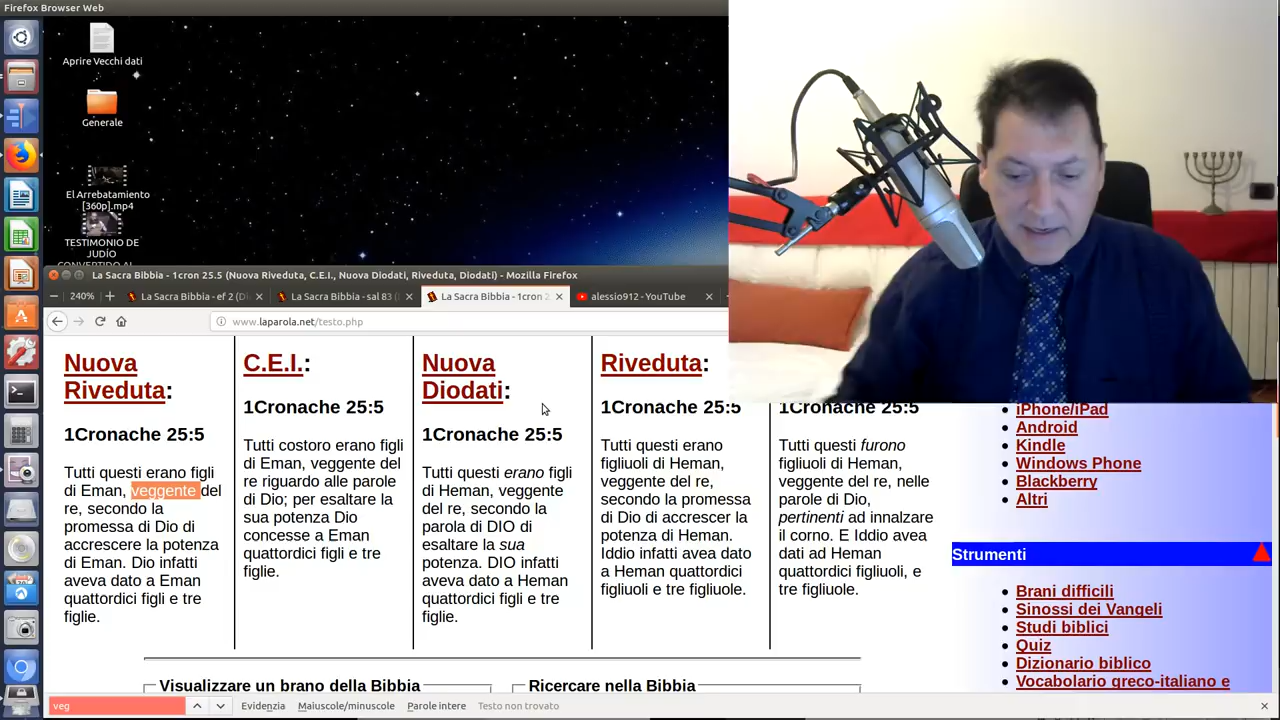 Firefox Browser Web
Aprire Vecchi dati
Generale
El Arrebatamiento
[360p].mp4
TESTIMONIO DE
JUDÍO
CONVERTIDO AL
La Sacra Bibbia - 1cron 25.5 (Nuova Riveduta, C.E.I., Nuova Diodati, Riveduta, Diodati) - Mozilla Firefox
240%
La Sacra Bibbia - ef 2 (Di
La Sacra Bibbia - sal 83 (
La Sacra Bibbia - 1cron 2
alessio912 - YouTube
www.laparola.net/testo.php
Nuova
Riveduta:
1Cronache 25:5
Tutti questi erano figli
di Eman, veggente del
re, secondo la
promessa di Dio di
accrescere la potenza
di Eman. Dio infatti
aveva dato a Eman
quattordici figli e tre
figlie.
C.E.I.:
1Cronache 25:5
Tutti costoro erano figli
di Eman, veggente del
re riguardo alle parole
di Dio; per esaltare la
sua potenza Dio
concesse a Eman
quattordici figli e tre
figlie.
Nuova
Diodati:
1Cronache 25:5
Tutti questi erano figli
di Heman, veggente
del re, secondo la
parola di DIO di
esaltare la sua
potenza. DIO infatti
aveva dato a Heman
quattordici figli e tre
figlie.
Riveduta:
1Cronache 25:5
Tutti questi erano
figliuoli di Heman,
veggente del re,
secondo la promessa
di Dio di accrescer la
potenza di Heman.
Iddio infatti avea dato
a Heman quattordici
figliuoli e tre figliuole.
1Cronache 25:5
Tutti questi furono
figliuoli di Heman,
veggente del re, nelle
parole di Dio,
pertinenti ad innalzare
il corno. E Iddio avea
dati ad Heman
quattordici figliuoli, e
tre figliuole.
iPhone/iPad
Android
Kindle
Windows Phone
Blackberry
Altri
Strumenti
Brani difficili
Sinossi dei Vangeli
Studi biblici
Quiz
Dizionario biblico
Vocabolario greco-italiano e
Visualizzare un brano della Bibbia
Ricercare nella Bibbia
veg
Evidenzia
Maiuscole/minuscole
Parole intere
Testo non trovato